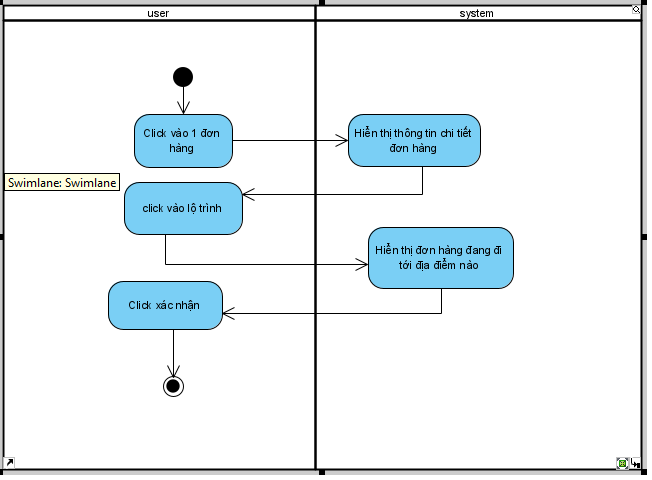 user
system
Click vào 1 đơn
hàng
Hiển thị thông tin chi tiết
đơn hàng
Swimlane: Swimlane
click vào lộ trình
Hiển thị đơn hàng đang đi
tới địa điểm nào
Click xác nhận